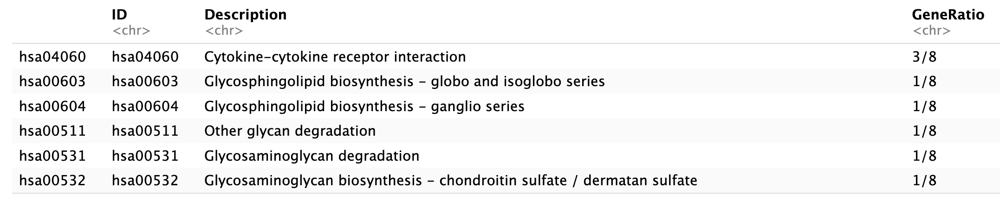 ID Description GeneRatio
<chr> <chr> <chr>
hsa04060 hsa04060 Cytokine-cytokine receptor interaction 3/8
hsa00603 hsa00603 Glycosphingolipid biosynthesis - globo and isoglobo series 1/8
hsa00604 hsa00604 Glycosphingolipid biosynthesis - ganglio series 1/8
hsa00511 hsa00511 Other glycan degradation 1/8
hsa00531 hsa00531 Glycosaminoglycan degradation 1/8
hsa00532 hsa00532 Glycosaminoglycan biosynthesis - chondroitin sulfate / dermatan sulfate 1/8